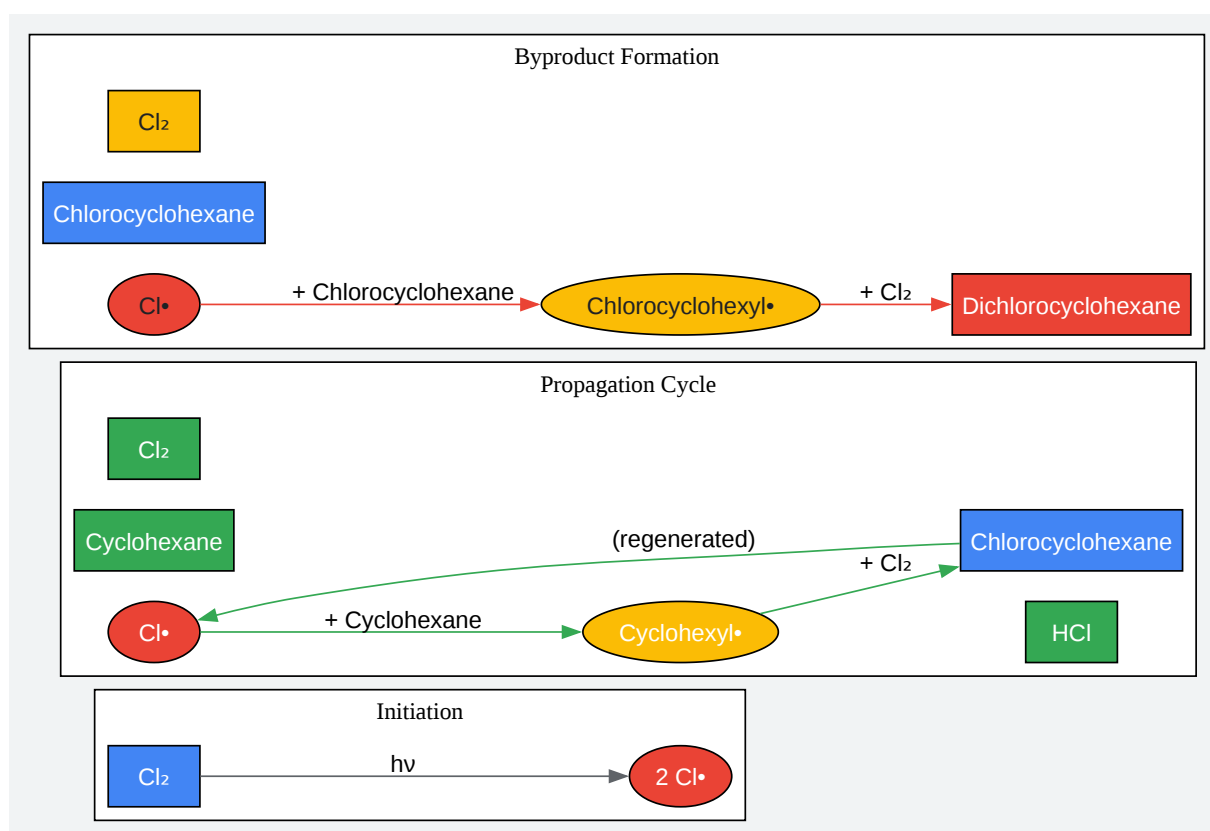 Byproduct Formation
Cl₂
Chlorocyclohexane
Cl•
+ Chlorocyclohexane
Chlorocyclohexyl•
+ Cl₂
Dichlorocyclohexane
Propagation Cycle
Cl₂
Cyclohexane
(regenerated)
Chlorocyclohexane
+ Cl₂
Cl•
+ Cyclohexane
Cyclohexyl•
HCl
Initiation
Cl₂
hν
2 Cl•